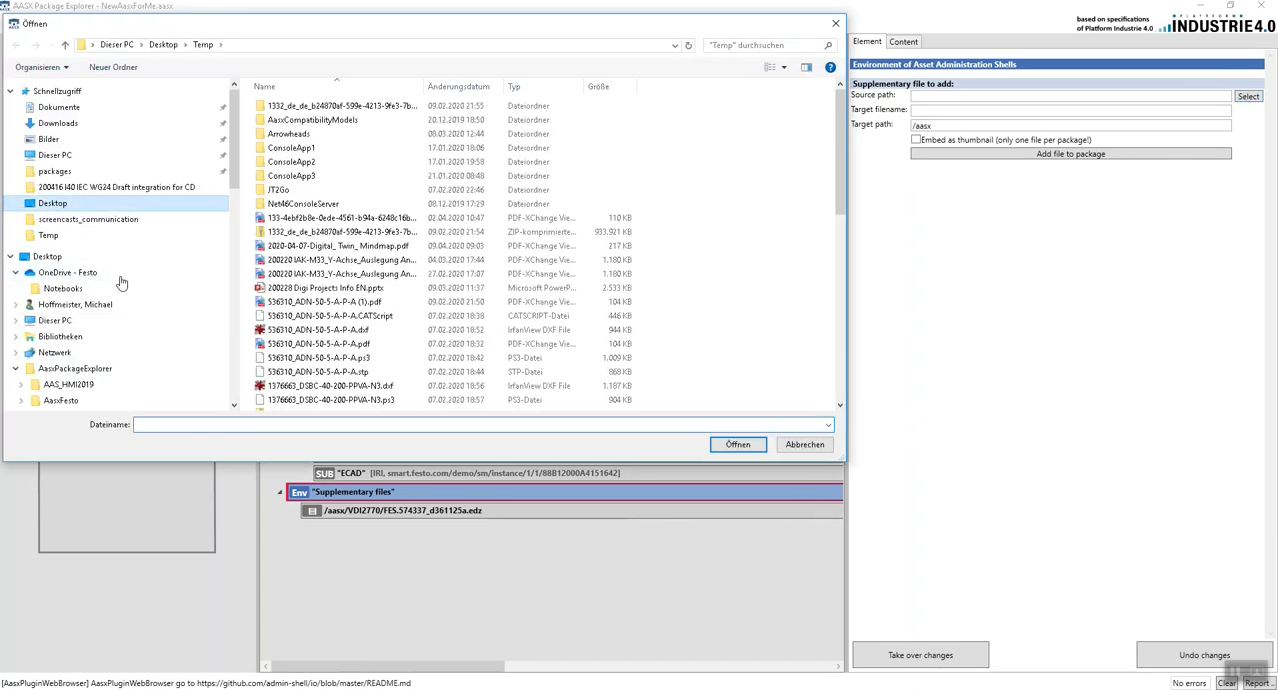 AASX Package Explorer - NewAasxForMe.aasx
Öffnen
Dieser PC > Desktop > Temp >
"Temp" durchsuchen
Organisieren
Neuer Ordner
Schnellzugriff
Dokumente
Downloads
Bilder
Dieser PC
packages
200416 I40 IEC WG24 Draft integration for CD
Desktop
screencasts_communication
Temp
Desktop
OneDrive - Festo
Notebooks
Hoffmeister, Michael
Dieser PC
Bibliotheken
Netzwerk
AasxPackageExplorer
AAS_HMI2019
AasxFesto
Name Änderungsdatum Typ Größe
1332_de_de_b24870af-599e-4213-9fe3-7b... 09.02.2020 21:55 Dateiordner
AasxCompatibilityModels 20.12.2019 18:50 Dateiordner
Arrowheads 08.03.2020 12:44 Dateiordner
ConsoleApp1 17.01.2020 18:06 Dateiordner
ConsoleApp2 17.01.2020 18:58 Dateiordner
ConsoleApp3 21.01.2020 08:48 Dateiordner
JT2Go 07.02.2020 22:46 Dateiordner
Net46ConsoleServer 08.12.2019 17:29 Dateiordner
133-4ebf2b8e-0ede-4561-b94a-6248c16b... 02.04.2020 10:47 PDF-XChange Vie... 110 KB
1332_de_de_b24870af-599e-4213-9fe3-7b... 09.02.2020 21:54 ZIP-komprimierte... 933.921 KB
2020-04-07-Digital_ Twin_ Mindmap.pdf 09.04.2020 09:03 PDF-XChange Vie... 217 KB
200220 IAK-M33_Y-Achse_Auslegung An... 27.02.2020 10:41 PDF-XChange Vie... 1.180 KB
200220 IAK-M33_Y-Achse_Auslegung An... 27.02.2020 07:07 PDF-XChange Vie... 1.180 KB
200228 Digi Projects Info EN.pptx 09.03.2020 11:37 Microsoft PowerP... 2.533 KB
536310_ADN-50-5-A-P-A (1).pdf 09.02.2020 21:50 PDF-XChange Vie... 104 KB
536310_ADN-50-5-A-P-A.CATScript 07.02.2020 18:38 CATSCRIPT-Datei 446 KB
536310_ADN-50-5-A-P-A.dxf 07.02.2020 18:52 IrfanView DXF File 944 KB
536310_ADN-50-5-A-P-A.pdf 07.02.2020 18:34 PDF-XChange Vie... 104 KB
536310_ADN-50-5-A-P-A.ps3 07.02.2020 18:42 PS3-Datei 1.009 KB
536310_ADN-50-5-A-P-A.stp 07.02.2020 18:44 STP-Datei 868 KB
1376663_DSBC-40-200-PPVA-N3.dxf 07.02.2020 18:56 IrfanView DXF File 1.187 KB
1376663_DSBC-40-200-PPVA-N3.ps3 07.02.2020 18:57 PS3-Datei 904 KB
Dateiname:
Öffnen Abbrechen
SUB "ECAD" [IRI, smart.festo.com/demo/sm/instance/1/1/88B12000A4151642]
Env "Supplementary files"
/aasx/VDI2770/FES.574337_d361125a.edz
based on specifications
of Platform Industrie 4.0
PLATTFORM
INDUSTRIE4.0
Element Content
Environment of Asset Administration Shells
Supplementary file to add:
Source path: Select
Target filename:
Target path: /aasx
Embed as thumbnail (only one file per package!)
Add file to package
Take over changes Undo changes
[AasxPluginWebBrowser] AasxPluginWebBrowser go to https://github.com/admin-shell/io/blob/master/README.md
No errors Clear Report ..